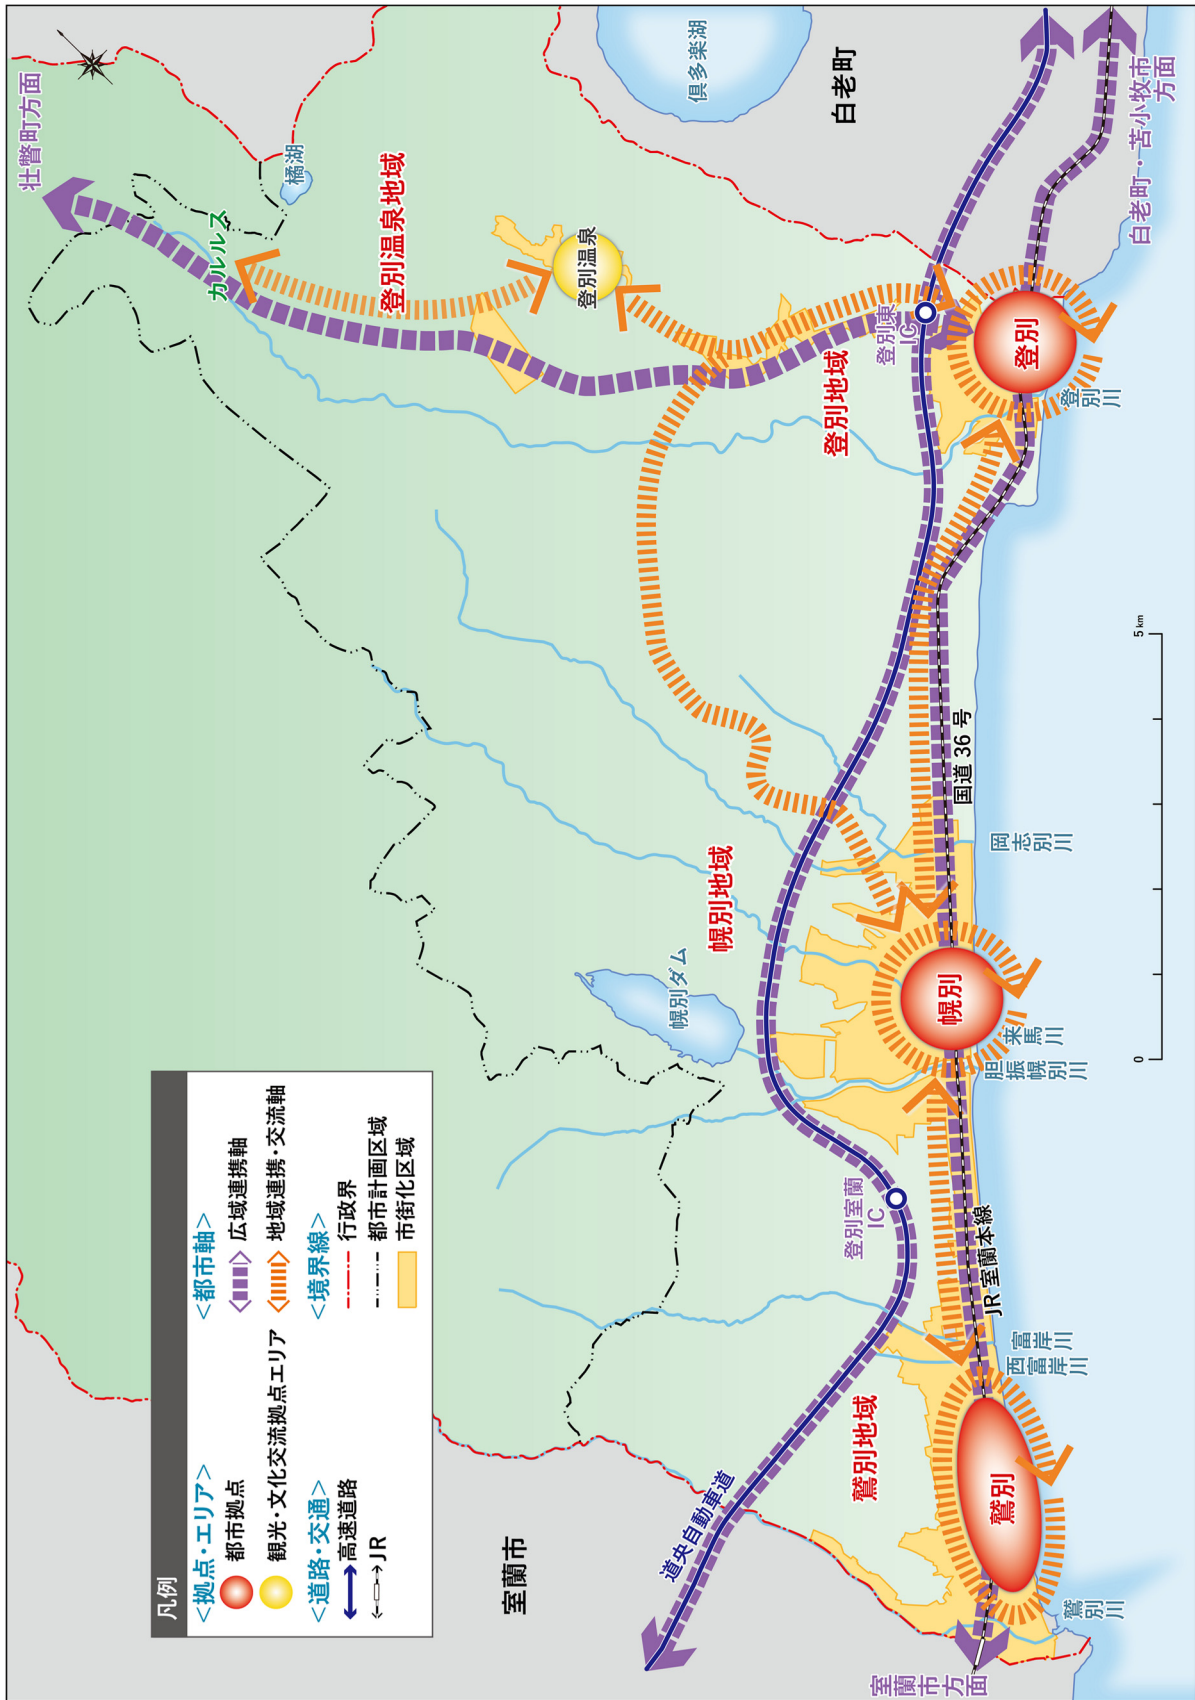 凡例
<拠点・エリア>
都市拠点
観光・文化交流拠点エリア
<道路・交通>
高速道路
JR
<都市軸>
広域連携軸
地域連携・交流軸
<境界線>
行政界
都市計画区域
市街化区域
壮瞥町方面
カルルス
橘湖
倶多楽湖
白老町
登別温泉地域
登別温泉
白老町・苫小牧市
方面
登別東
IC
登別地域
登別
登別川
幌別ダム
幌別地域
国道 36 号
岡志別川
幌別
来馬川
胆振幌別川
登別室蘭
IC
JR 室蘭本線
富岸川
西富岸川
鷲別地域
鷲別
鷲別川
道央自動車道
室蘭市
室蘭市方面
0
5 km